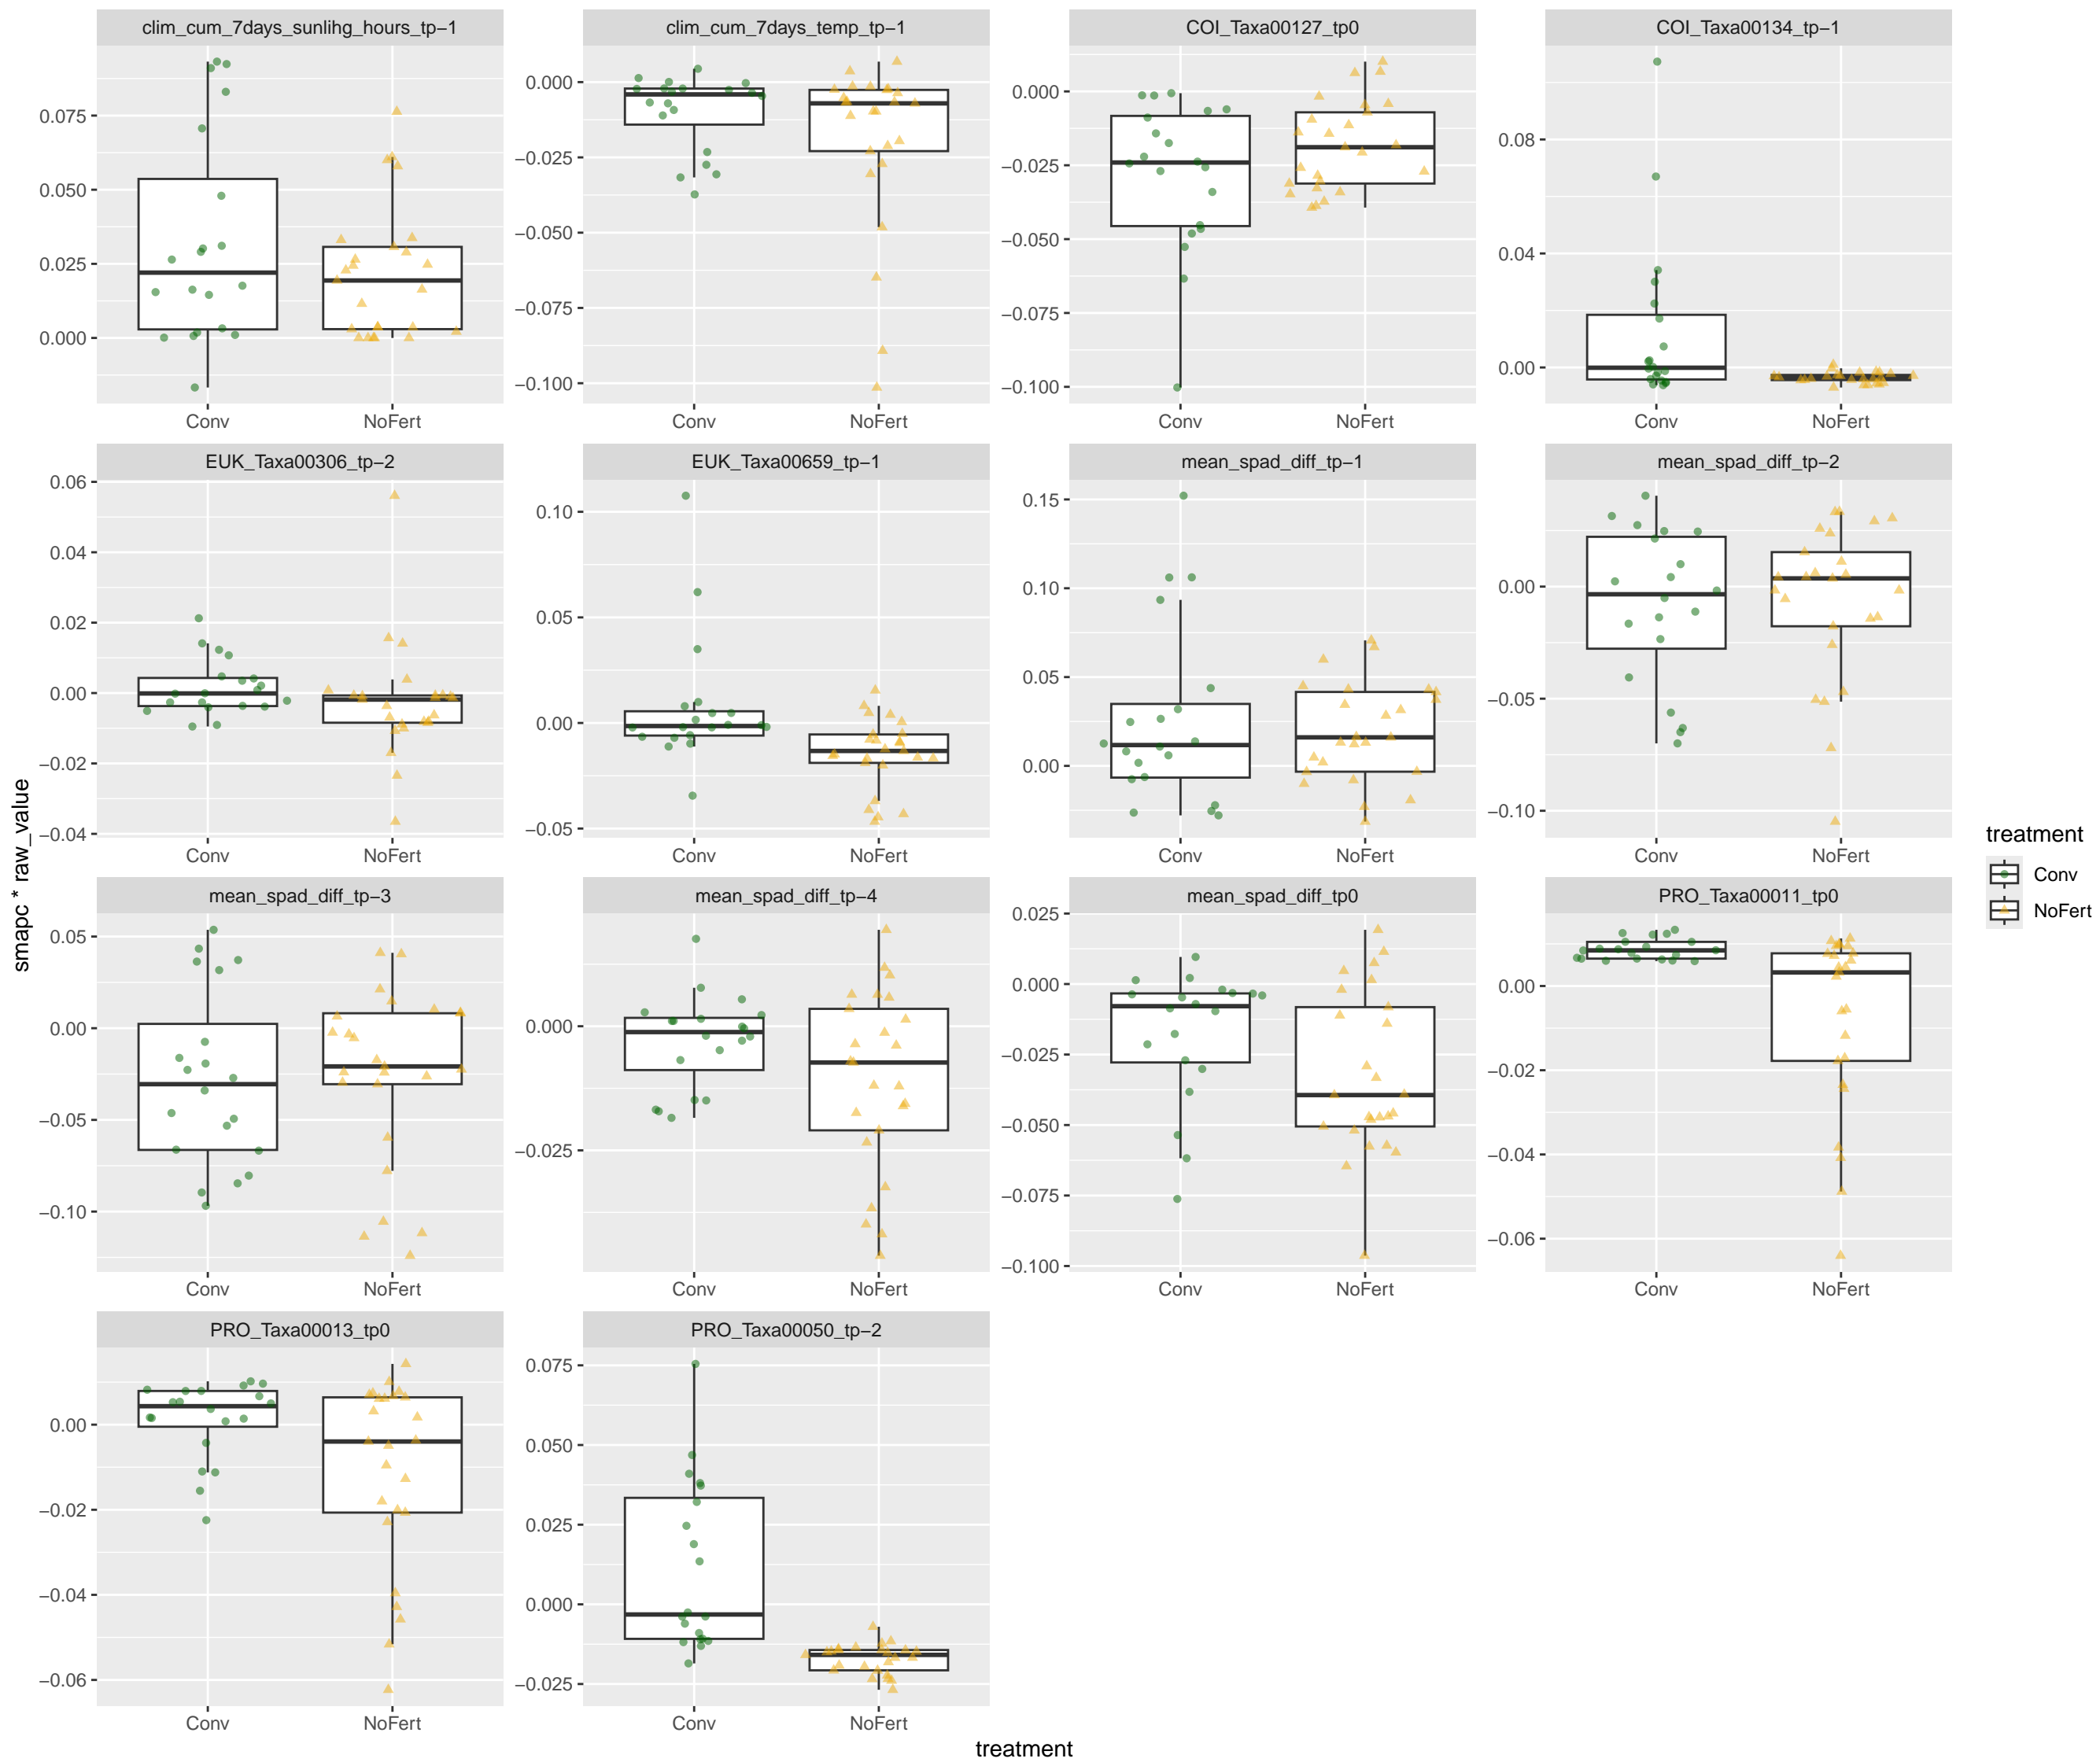 clim_cum_7days_sunlihg_hours_tp−1
clim_cum_7days_temp_tp−1
COI_Taxa00127_tp0
COI_Taxa00134_tp−1
0.075
0.050
0.025
0.000
0.000
−0.025
−0.050
−0.075
−0.100
0.000
−0.025
−0.050
−0.075
−0.100
0.08
0.04
0.00
Conv NoFert
Conv NoFert
Conv NoFert
Conv NoFert
EUK_Taxa00306_tp−2
EUK_Taxa00659_tp−1
mean_spad_diff_tp−1
mean_spad_diff_tp−2
0.06
0.04
0.02
0.00
−0.02
−0.04
0.10
0.05
0.00
−0.05
0.15
0.10
0.05
0.00
0.00
−0.05
−0.10
Conv NoFert
Conv NoFert
Conv NoFert
Conv NoFert
smapc * raw_value
treatment
Conv
NoFert
mean_spad_diff_tp−3
mean_spad_diff_tp−4
mean_spad_diff_tp0
PRO_Taxa00011_tp0
0.05
0.00
−0.05
−0.10
0.000
−0.025
0.025
0.000
−0.025
−0.050
−0.075
−0.100
0.00
−0.02
−0.04
−0.06
Conv NoFert
Conv NoFert
Conv NoFert
Conv NoFert
PRO_Taxa00013_tp0
PRO_Taxa00050_tp−2
0.00
−0.02
−0.04
−0.06
0.075
0.050
0.025
0.000
−0.025
Conv NoFert
Conv NoFert
treatment